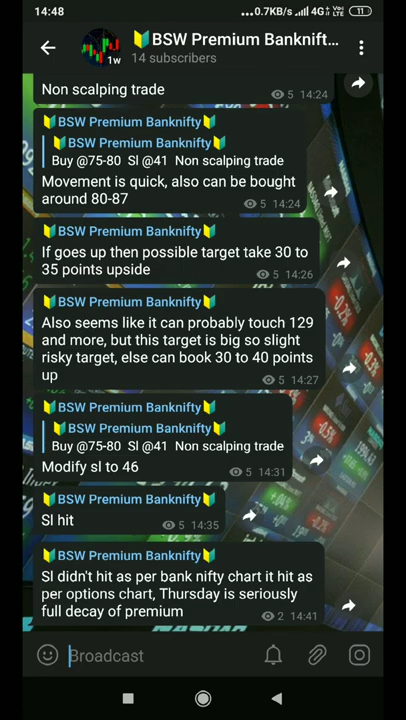 14:48
...0.7KB/s 4G Vo LTE 11
🔰BSW Premium Banknift...
1w
14 subscribers
Non scalping trade
5 14:24
🔰BSW Premium Banknifty🔰
🔰BSW Premium Banknifty🔰
Buy @75-80 Sl @41 Non scalping trade
Movement is quick, also can be bought
around 80-87
5 14:24
🔰BSW Premium Banknifty🔰
If goes up then possible target take 30 to
35 points upside
5 14:26
🔰BSW Premium Banknifty🔰
Also seems like it can probably touch 129
and more, but this target is big so slight
risky target, else can book 30 to 40 points
up
5 14:27
🔰BSW Premium Banknifty🔰
🔰BSW Premium Banknifty🔰
Buy @75-80 Sl @41 Non scalping trade
Modify sl to 46
5 14:31
🔰BSW Premium Banknifty🔰
Sl hit
5 14:35
🔰BSW Premium Banknifty🔰
Sl didn't hit as per bank nifty chart it hit as
per options chart, Thursday is seriously
full decay of premium
2 14:41
Broadcast